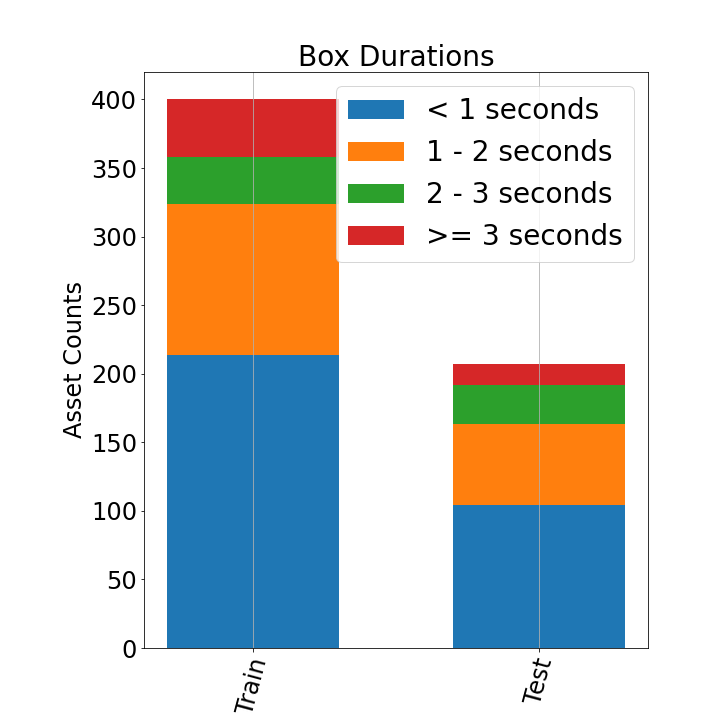 Box Durations
< 1 seconds
1 - 2 seconds
2 - 3 seconds
>= 3 seconds
Asset Counts
400
350
300
250
200
150
100
50
0
Train
Test